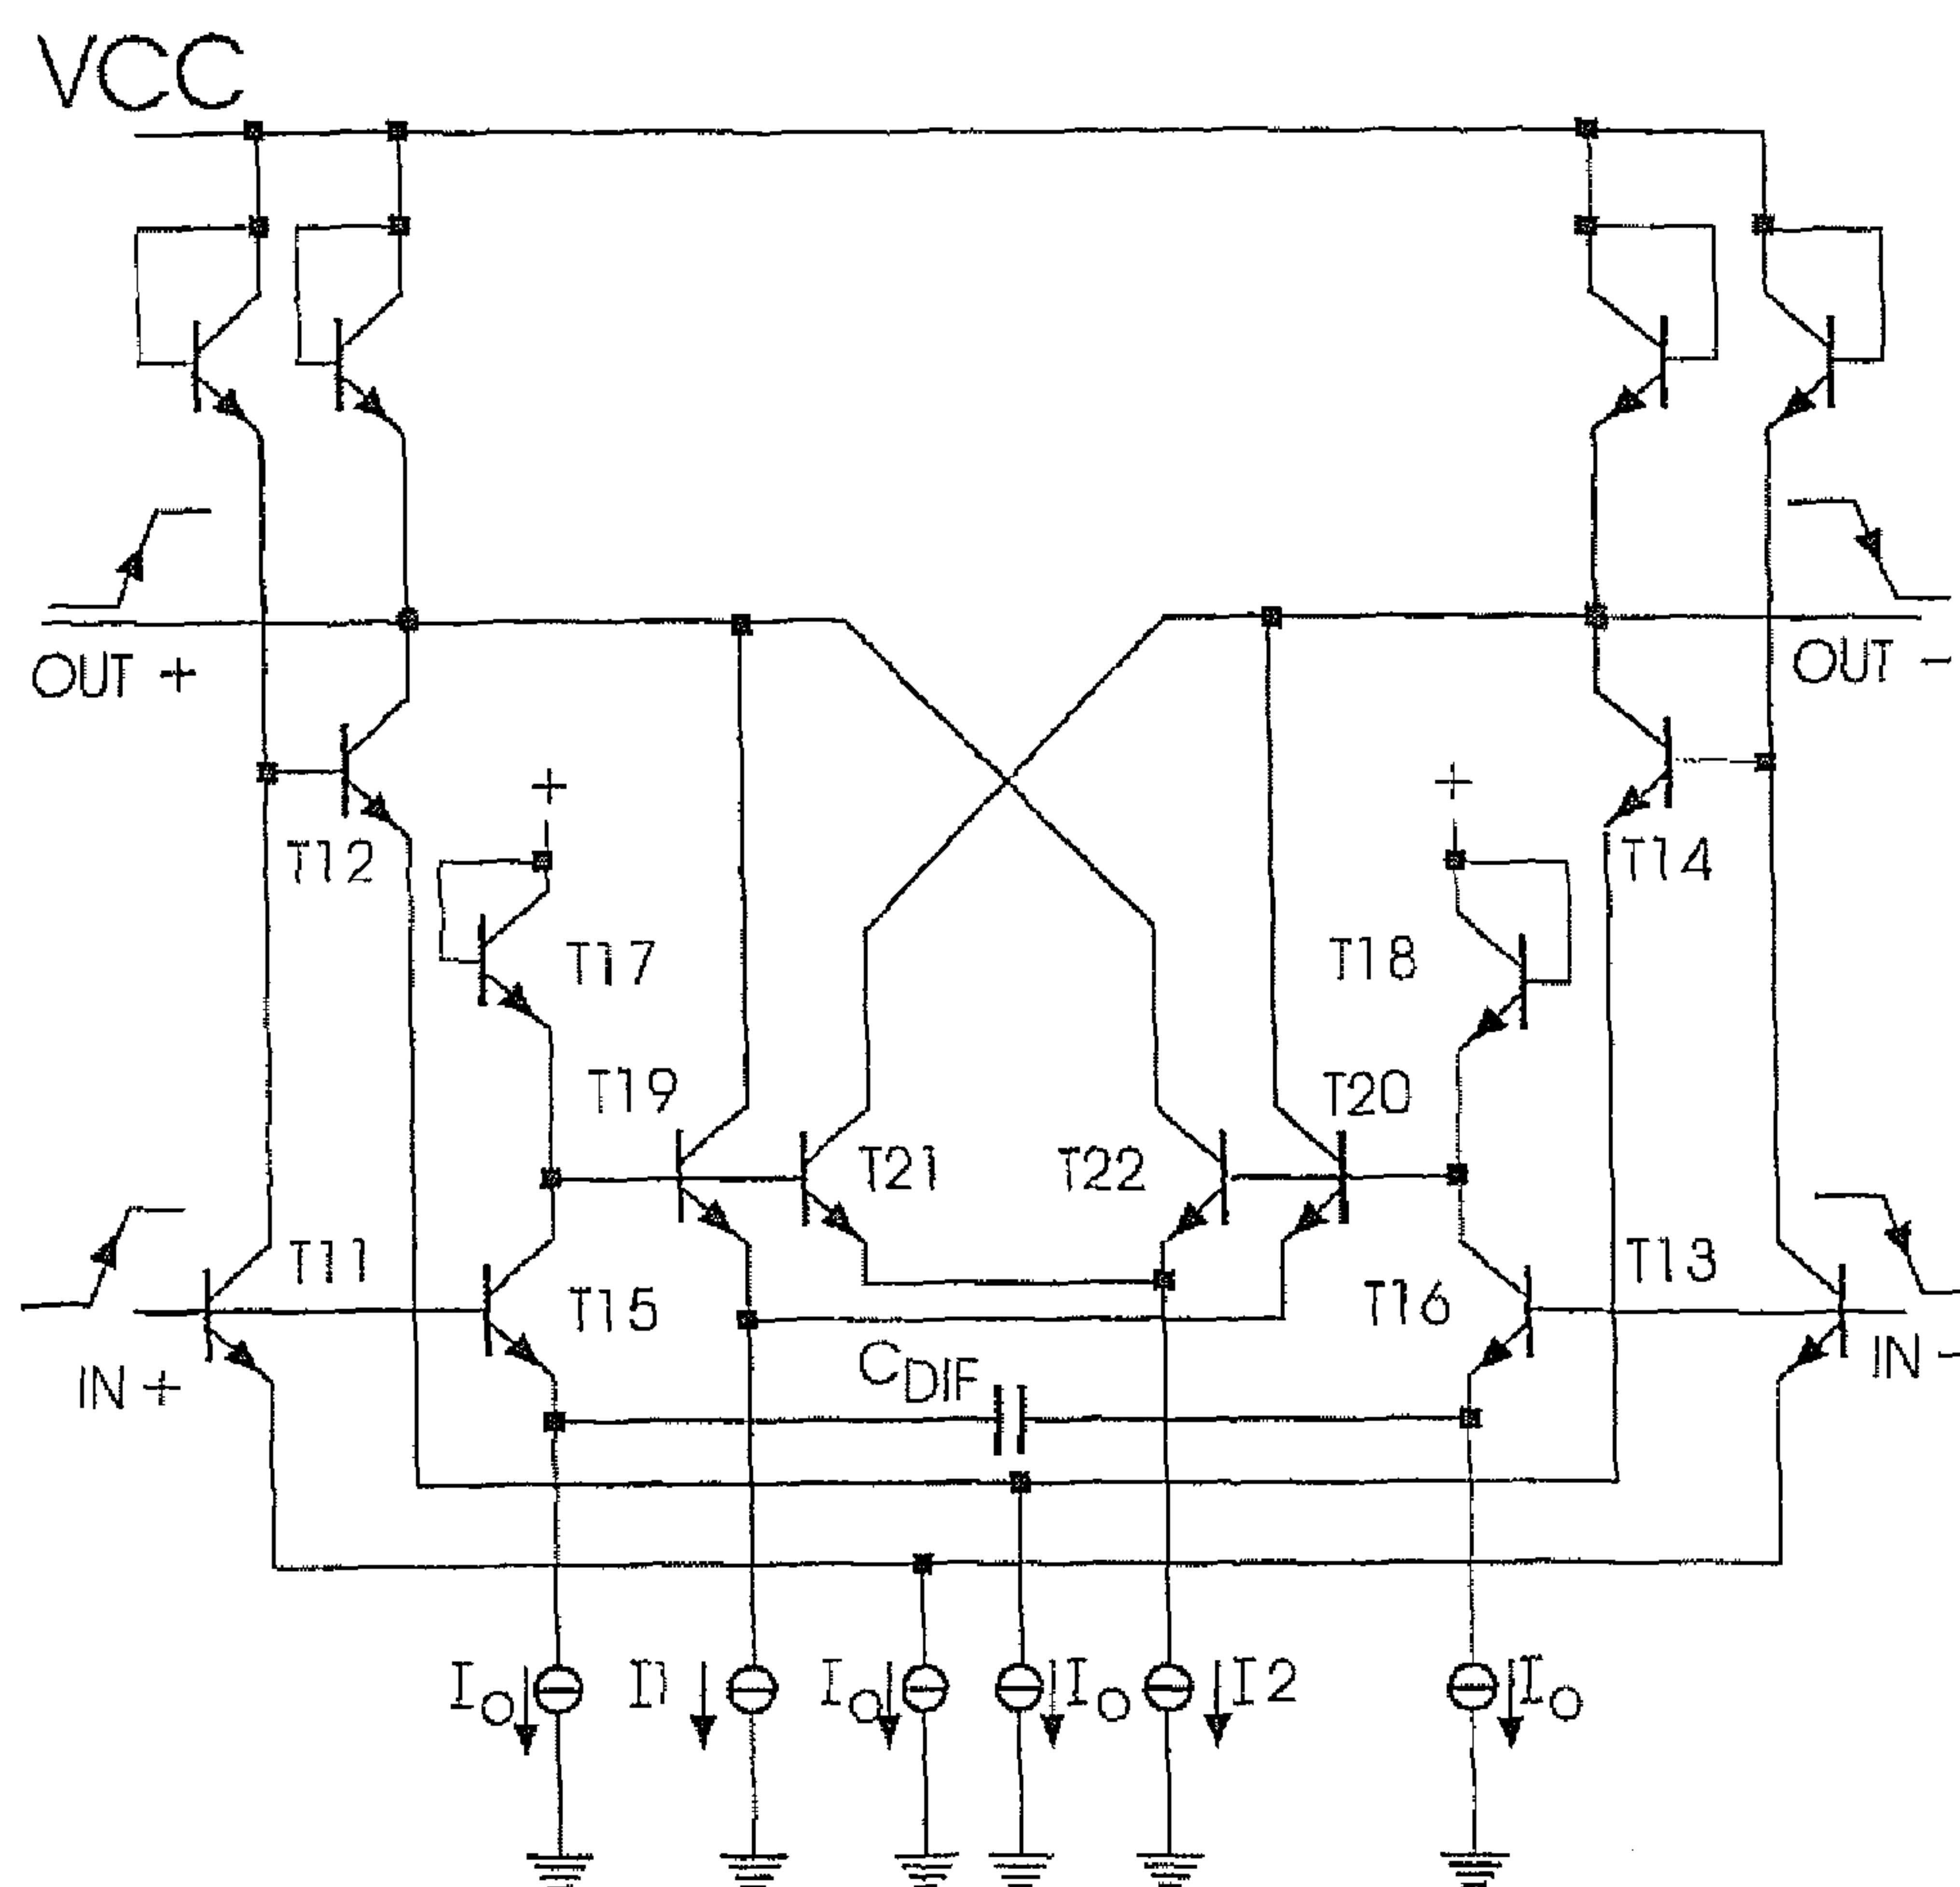 VCC
OUT +
OUT -
+
+
T12
T14
T17
T18
T19
T20
T21
T22
T11
T13
T15
T16
IN +
CDIF
IN -
IO
I1
IO
IO
I2
IO